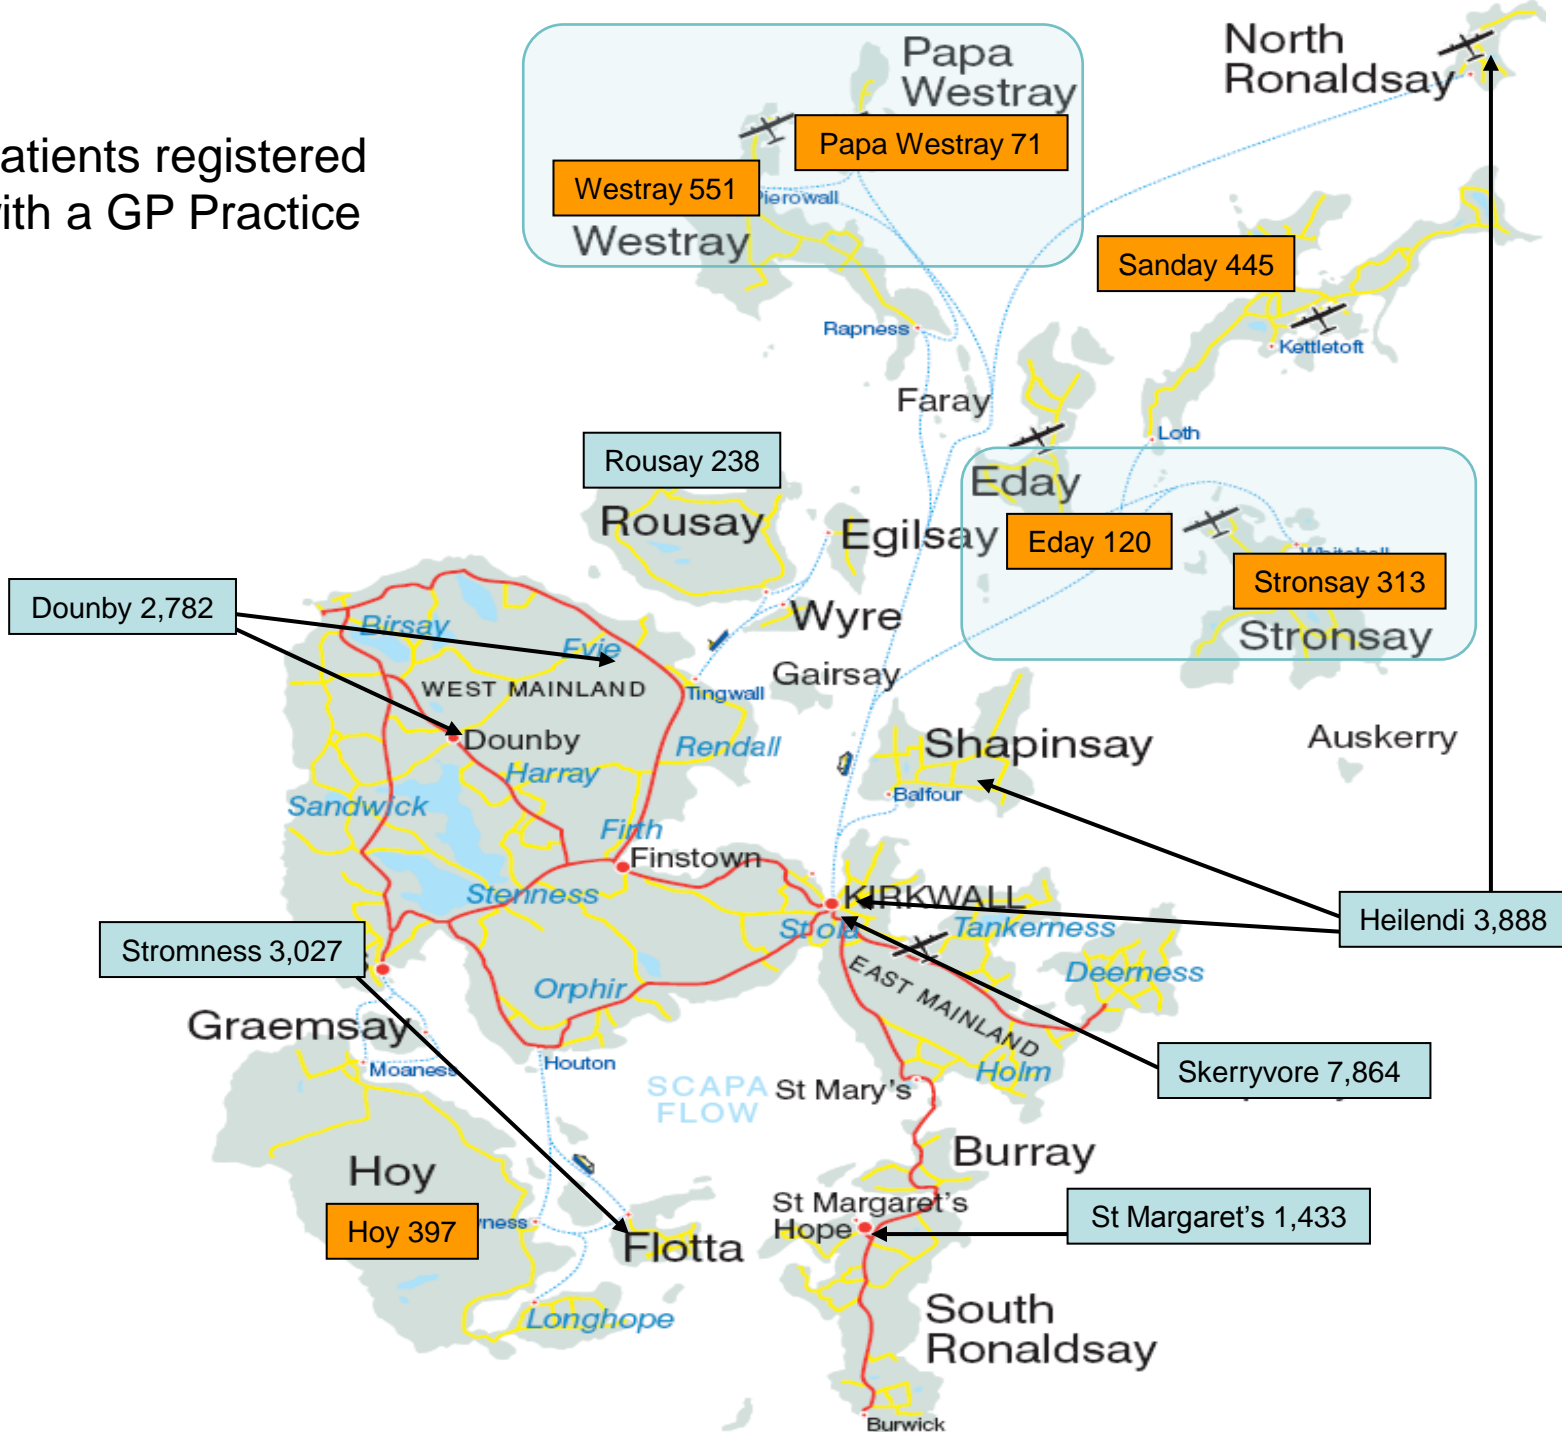 atients registered
ith a GP Practice
Papa
Westray
North
Ronaldsay
Papa Westray 71
Westray 551
Pierowall
Westray
Sanday 445
Rapness
Kettletoft
Faray
Loth
Rousay 238
Eday
Rousay
Egilsay
Eday 120
Stronsay 313
Dounby 2,782
Wyre
Birsay
Evie
Stronsay
Gairsay
WEST MAINLAND
Tingwall
Dounby
Rendall
Shapinsay
Auskerry
Harray
Balfour
Sandwick
Firth
Finstown
Stenness
KIRKWALL
Heilendi 3,888
St ola
Tankerness
Stromness 3,027
Deerness
Orphir
EAST MAINLAND
Graemsay
Houton
Moaness
Holm
Skerryvore 7,864
SCAPA
FLOW
St Mary's
Burray
Hoy
St Margaret's
Hope
St Margaret's 1,433
Hoy 397
ness
Flotta
Longhope
South
Ronaldsay
Burwick